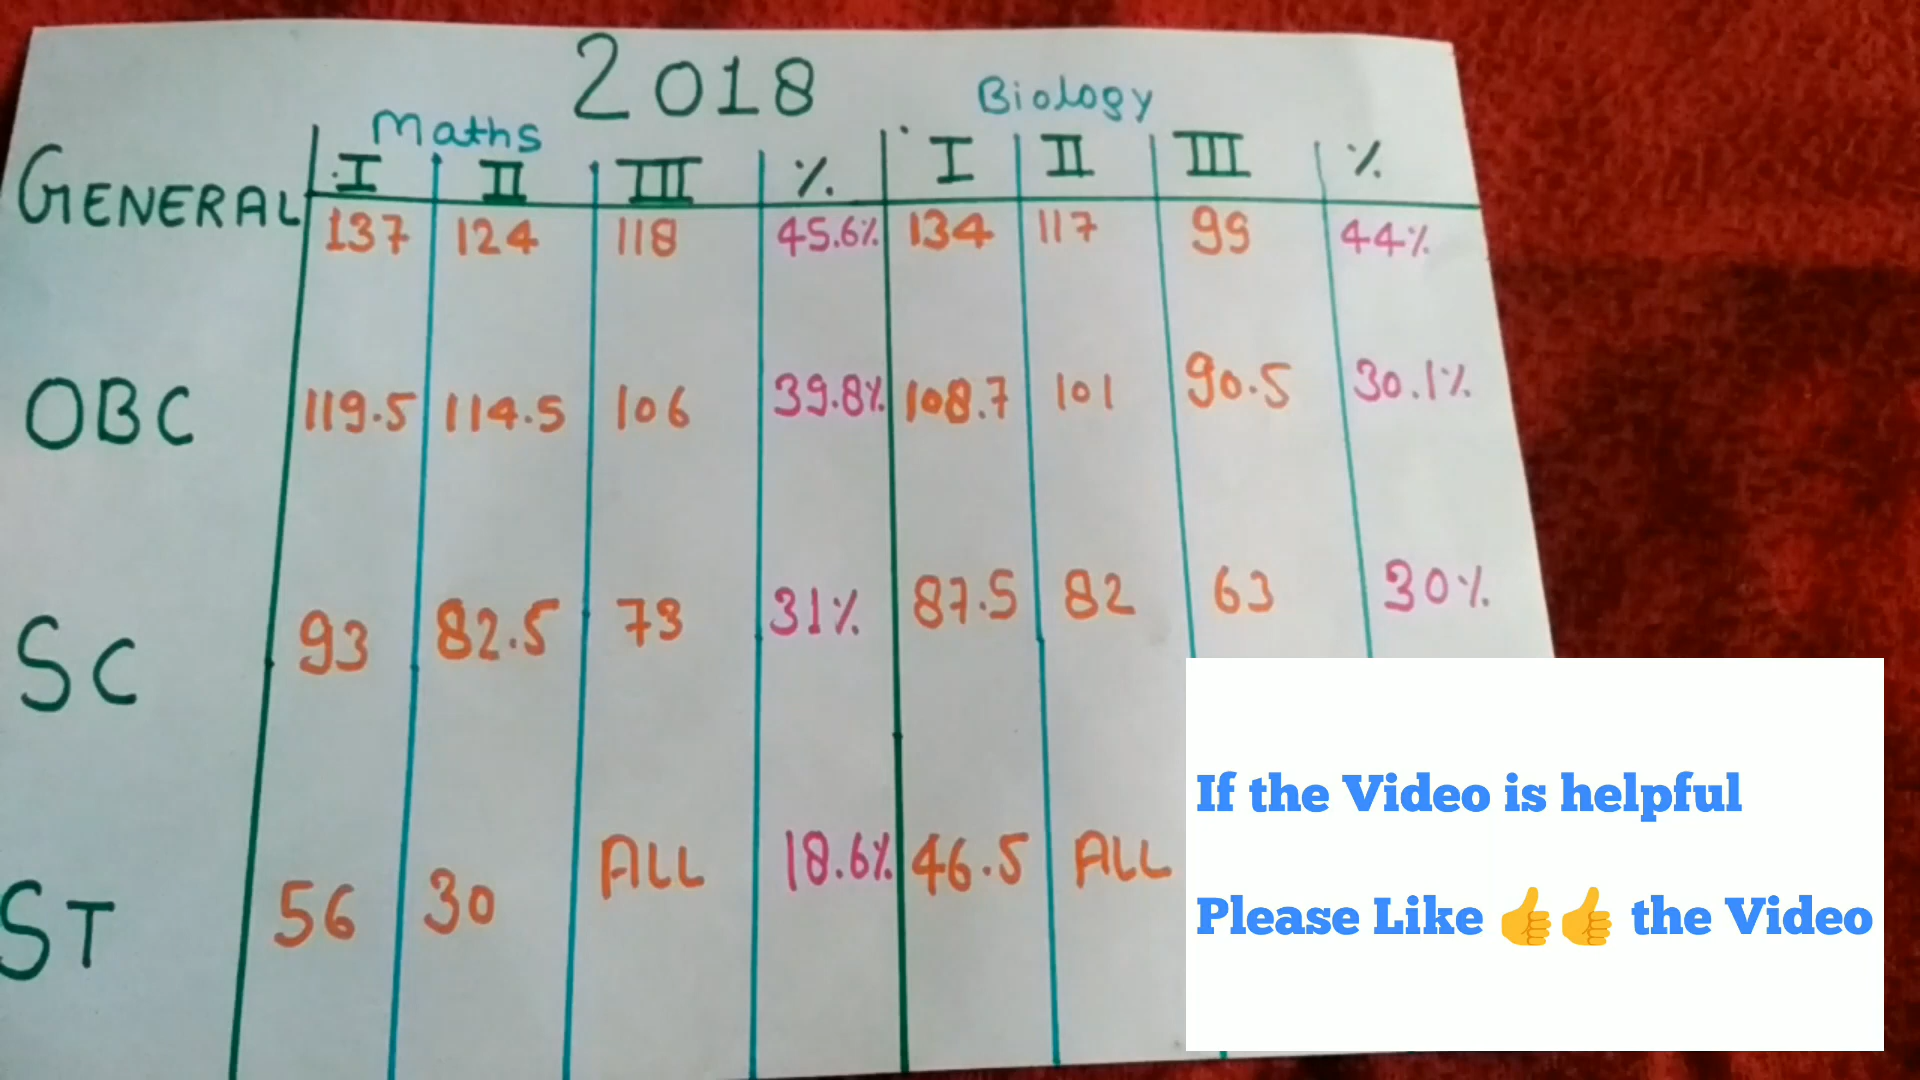 2018
Maths Biology
GENERAL I II III % I II III %
137 124 118 45.6% 134 117 99 44%
OBC 119.5 114.5 106 39.8% 108.7 101 90.5 30.1%
SC 93 82.5 73 31% 87.5 82 63 30%
ST 56 30 ALL 18.6% 46.5 ALL
If the Video is helpful
Please Like 👍👍 the Video